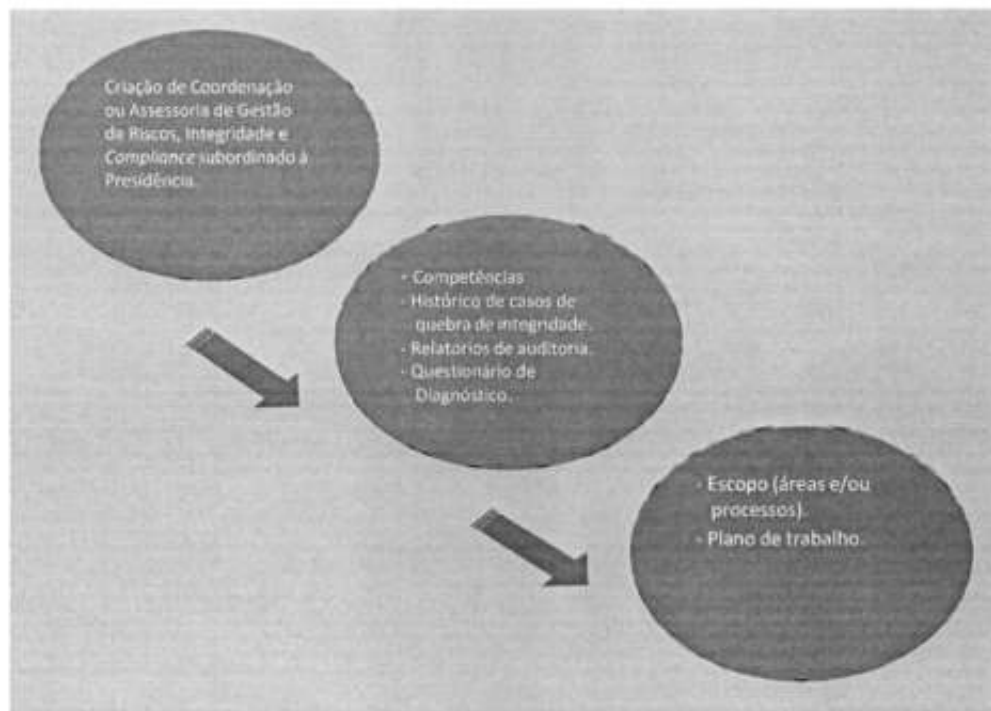 Criação de Coordenação
ou Assessoria de Gestão
de Riscos, Integridade e
Compliance subordinado à
Presidência.
- Competências
- Histórico de casos de
quebra de integridade.
- Relatórios de auditoria.
- Questionário de
Diagnóstico.
- Escopo (áreas e/ou
processos).
- Plano de trabalho.